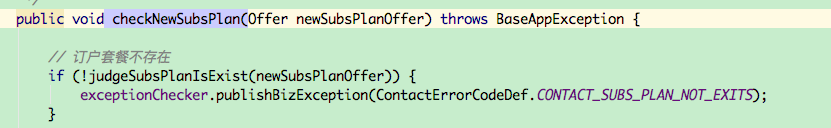 public void checkNewSubsPlan(Offer newSubsPlanOffer) throws BaseAppException {
// 订户套餐不存在
if (!judgeSubsPlanIsExist(newSubsPlanOffer)) {
exceptionChecker.publishBizException(ContactErrorCodeDef.CONTACT_SUBS_PLAN_NOT_EXITS);
}